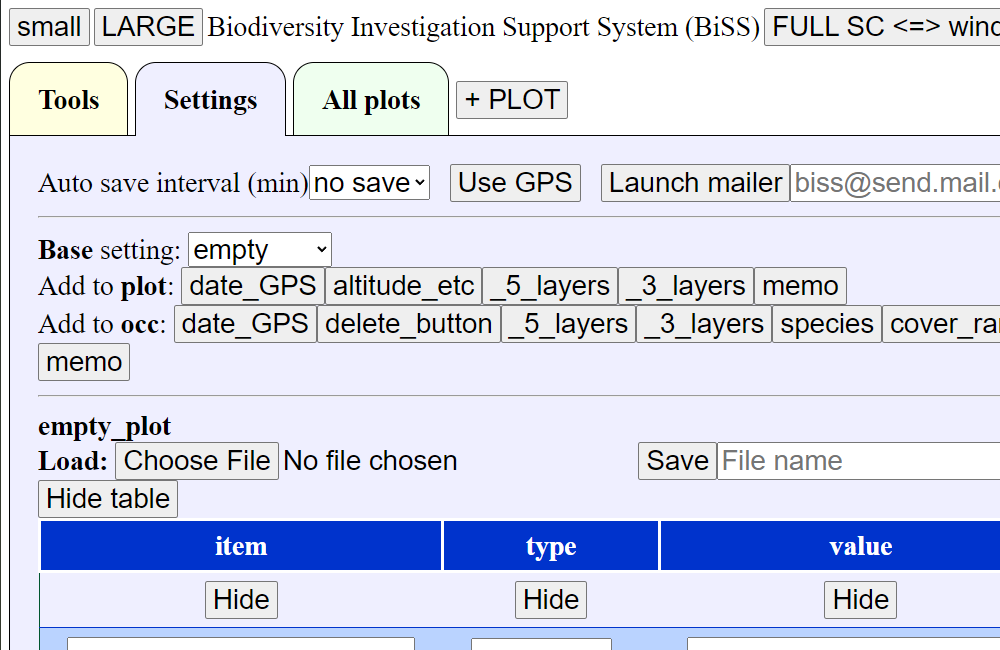 small LARGE Biodiversity Investigation Support System (BiSS) FULL SC <=>
Tools Settings All plots + PLOT
Auto save interval (min) no save Use GPS Launch mailer biss@send.mail.
Base setting: empty
Add to plot: date_GPS altitude_etc _5_layers _3_layers memo
Add to occ: date_GPS delete_button _5_layers _3_layers species
memo
empty_plot
Load: Choose File No file chosen Save File name
Hide table
item type value
Hide Hide Hide